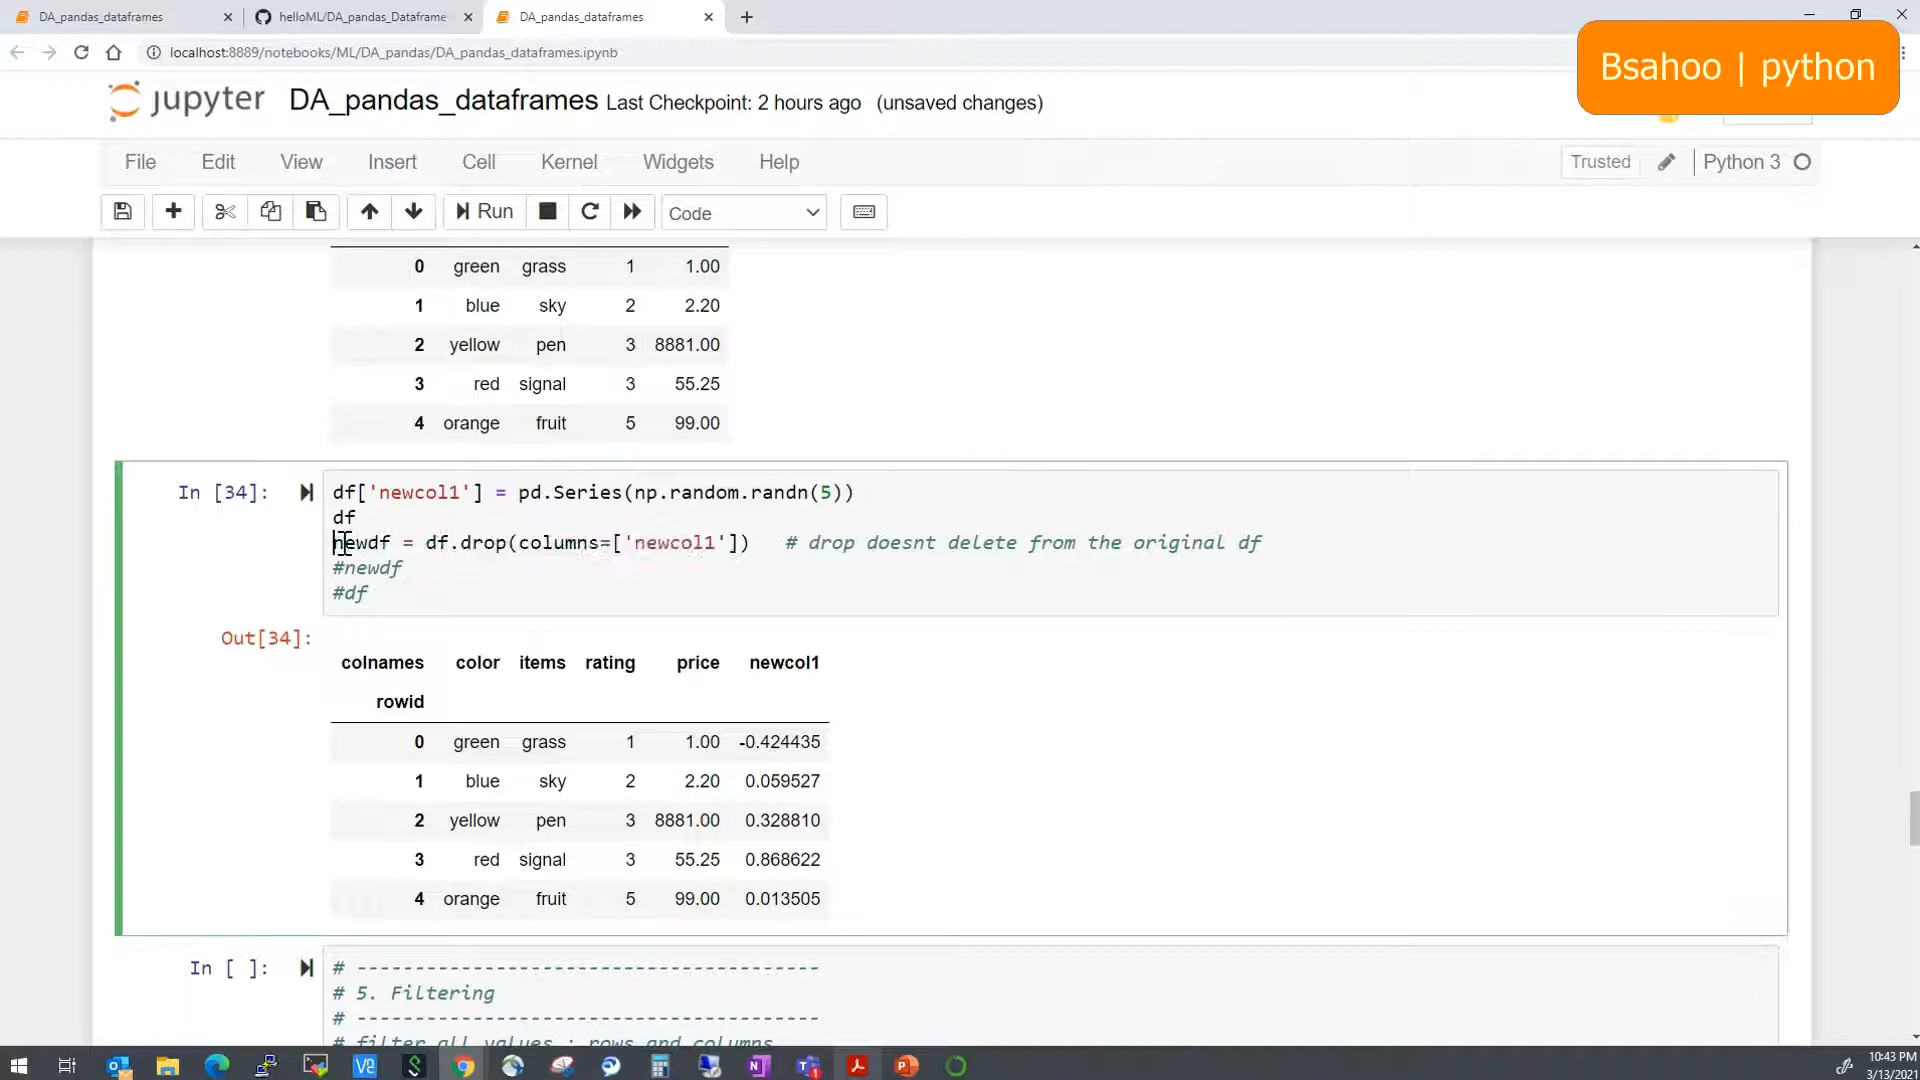 DA_pandas_dataframes
helloML/DA_pandas_Dataframe
DA_pandas_dataframes
localhost:8889/notebooks/ML/DA_pandas/DA_pandas_dataframes.ipynb
Bsahoo | python
jupyter DA_pandas_dataframes Last Checkpoint: 2 hours ago (unsaved changes)
File Edit View Insert Cell Kernel Widgets Help Trusted Python 3
Run Code
0 green grass 1 1.00
1 blue sky 2 2.20
2 yellow pen 3 8881.00
3 red signal 3 55.25
4 orange fruit 5 99.00
In [34]: df['newcol1'] = pd.Series(np.random.randn(5))
df
newdf = df.drop(columns=['newcol1']) # drop doesnt delete from the original df
#newdf
#df
Out[34]:
colnames color items rating price newcol1
rowid
0 green grass 1 1.00 -0.424435
1 blue sky 2 2.20 0.059527
2 yellow pen 3 8881.00 0.328810
3 red signal 3 55.25 0.868622
4 orange fruit 5 99.00 0.013505
In [ ]: # ----------------------------------------
# 5. Filtering
# ----------------------------------------
# filter all values : rows and columns
10:43 PM
3/13/2021